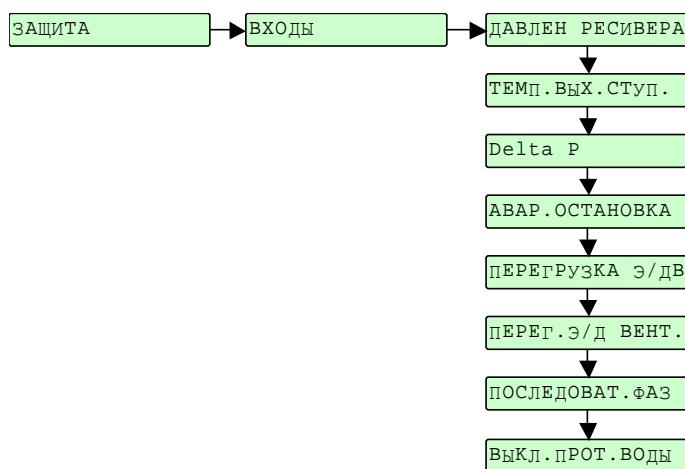 ЗАЩИТА
ВХОДЫ
ДАВЛЕН РЕСИВЕРА
ТЕМП.ВЫХ.СТУП.
Delta P
АВАР.ОСТАНОВКА
ПЕРЕГРУЗКА Э/ДВ
ПЕРЕГ.Э/Д ВЕНТ.
ПОСЛЕДОВАТ.ФАЗ
ВЫКЛ.ПРОТ.ВОДЫ